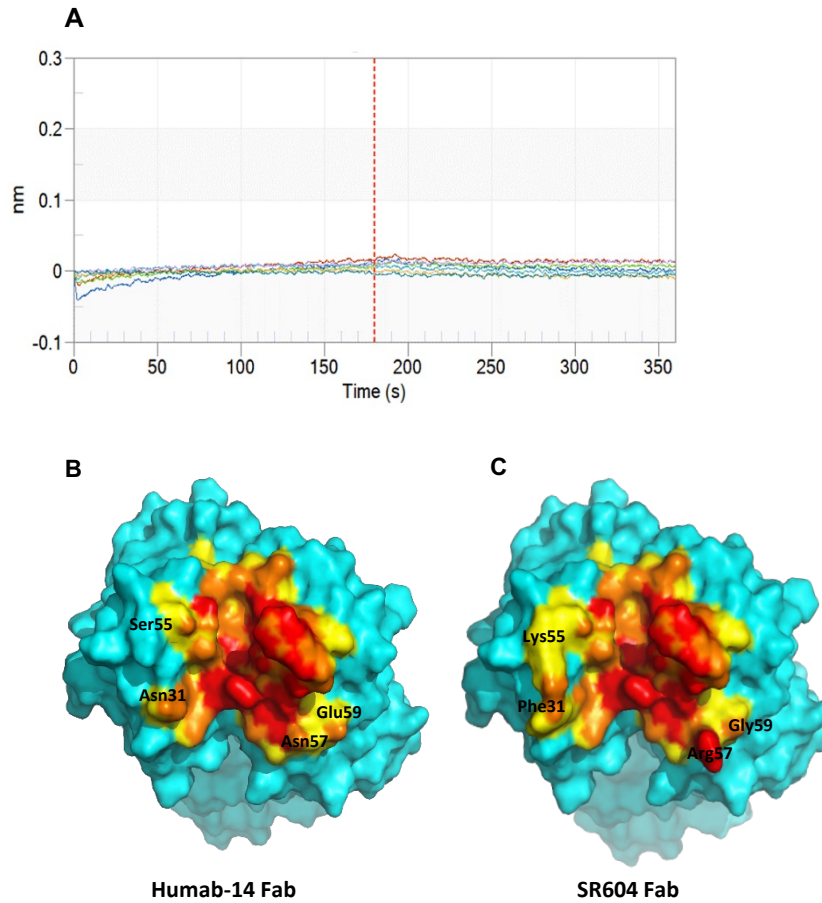 A
0.3
0.2
0.1
0
-0.1
nm
0 50 100 150 200 250 300 350
Time (s)
B
C
Ser55
Asn31
Glu59
Asn57
Lys55
Phe31
Gly59
Arg57
Humab-14 Fab
SR604 Fab